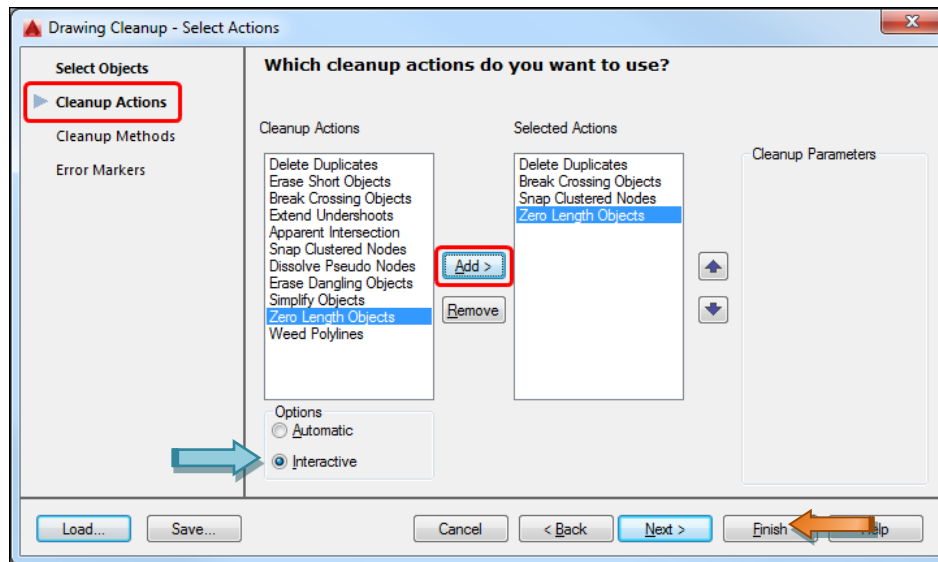 Drawing Cleanup - Select Actions
Select Objects
Cleanup Actions
Cleanup Methods
Error Markers
Which cleanup actions do you want to use?
Cleanup Actions
Delete Duplicates
Erase Short Objects
Break Crossing Objects
Extend Undershoots
Apparent Intersection
Snap Clustered Nodes
Dissolve Pseudo Nodes
Erase Dangling Objects
Simplify Objects
Zero Length Objects
Weed Polylines
Add >
Remove
Selected Actions
Delete Duplicates
Break Crossing Objects
Snap Clustered Nodes
Zero Length Objects
Cleanup Parameters
Options
Automatic
Interactive
Load...
Save...
Cancel
< Back
Next >
Finish